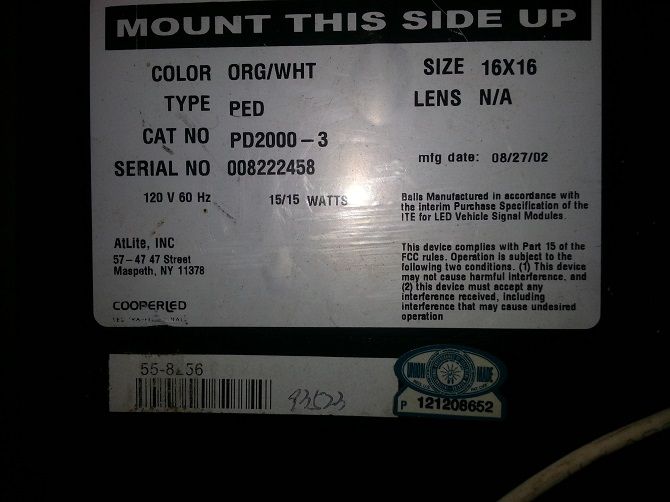 MOUNT THIS SIDE UP
COLOR ORG/WHT
SIZE 16X16
TYPE PED
LENS N/A
CAT NO PD2000-3
SERIAL NO 008222458
mfg date: 08/27/02
120 V 60 Hz 15/15 WATTS
Balls Manufactured in accordance with
the interim Purchase Specification of the
ITE for LED Vehicle Signal Modules.
AtLite, INC
57-47 47 Street
Maspeth, NY 11378
This device complies with Part 15 of the
FCC rules. Operation is subject to the
following two conditions. (1) This device
may not cause harmful interference, and
(2) this device must accept any
interference received, including
interference that may cause undesired
operation
COOPERLED
55-8256
93523
UNION MADE
P 121208652